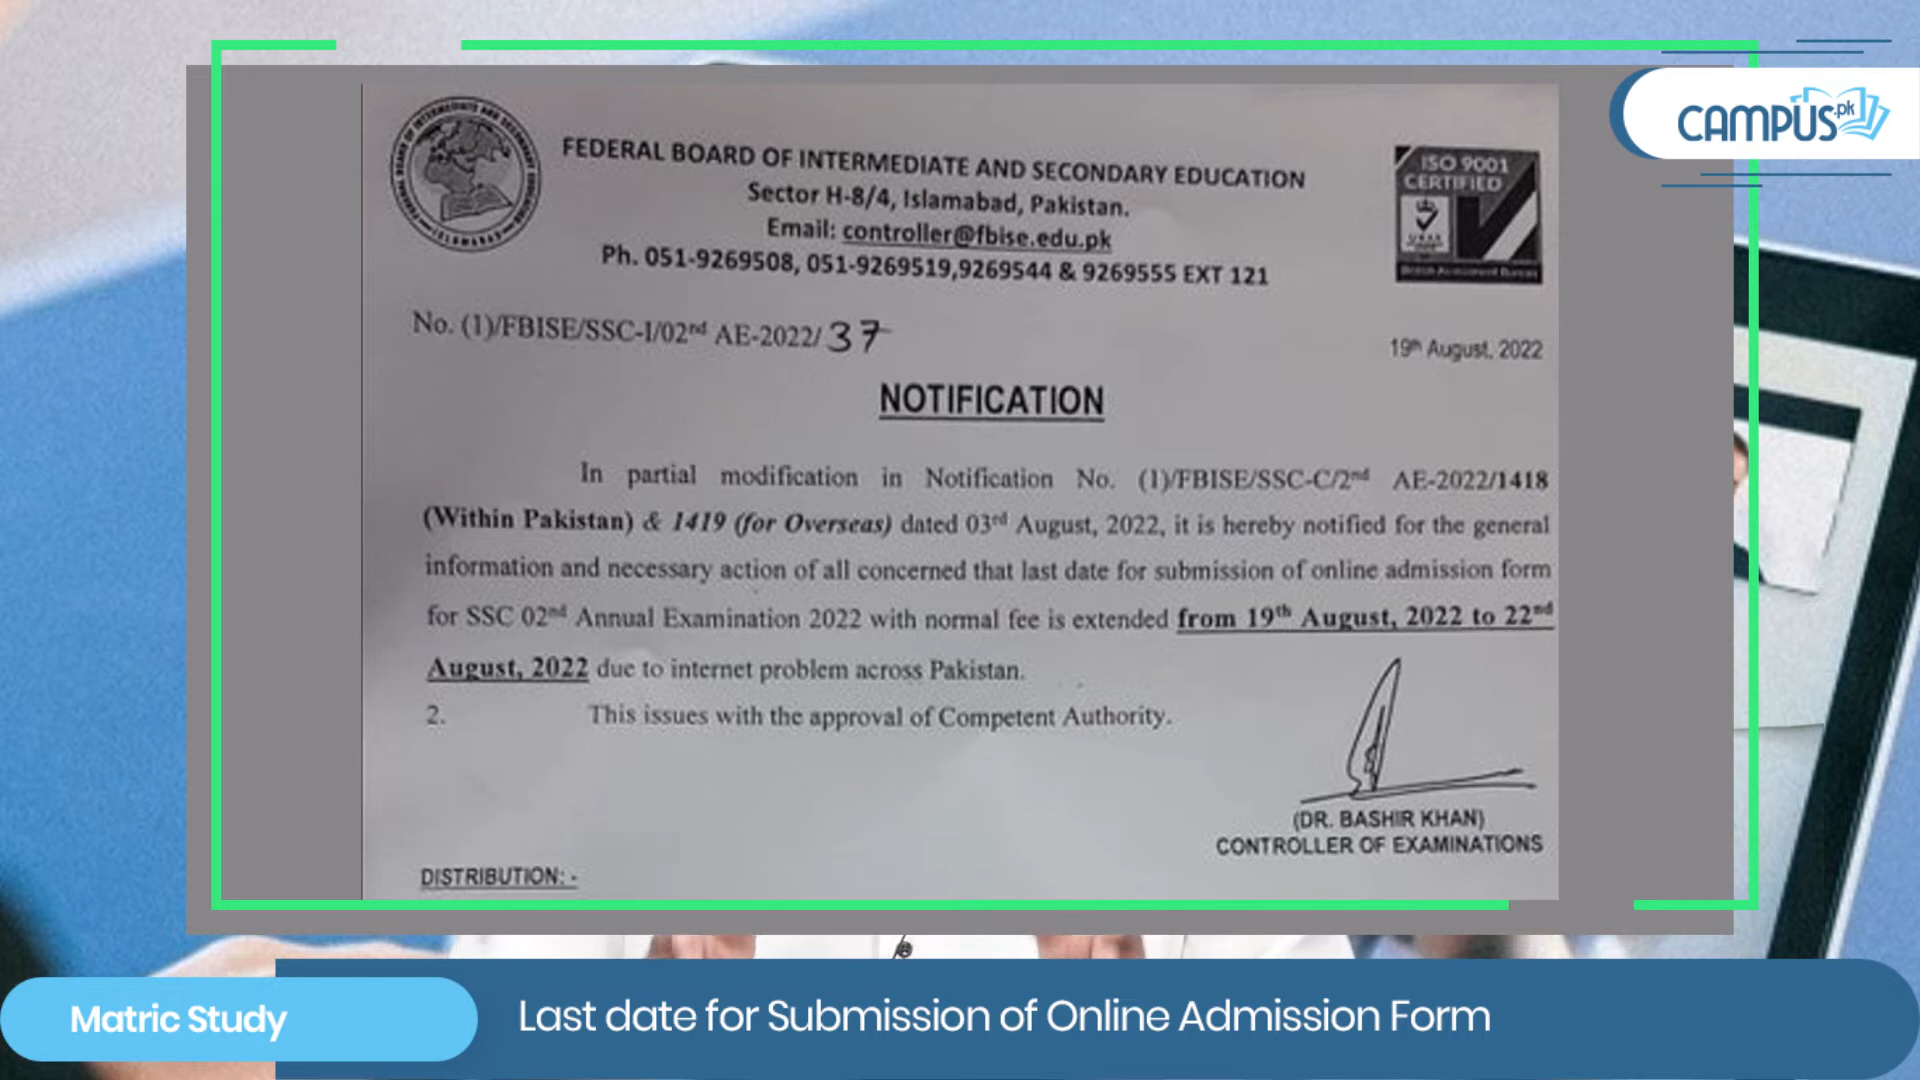 CAMPUS.pk
FEDERAL BOARD OF INTERMEDIATE AND SECONDARY EDUCATION
Sector H-8/4, Islamabad, Pakistan.
Email: controller@fbise.edu.pk
Ph. 051-9269508, 051-9269519,9269544 & 9269555 EXT 121
ISO 9001
CERTIFIED
ISLAMABAD
No. (1)/FBISE/SSC-I/02nd AE-2022/ 37
19th August, 2022
NOTIFICATION
In partial modification in Notification No. (1)/FBISE/SSC-C/2nd AE-2022/1418
(Within Pakistan) & 1419 (for Overseas) dated 03rd August, 2022, it is hereby notified for the general
information and necessary action of all concerned that last date for submission of online admission form
for SSC 02nd Annual Examination 2022 with normal fee is extended from 19th August, 2022 to 22nd
August, 2022 due to internet problem across Pakistan.
2. This issues with the approval of Competent Authority.
(DR. BASHIR KHAN)
CONTROLLER OF EXAMINATIONS
DISTRIBUTION: -
Matric Study
Last date for Submission of Online Admission Form